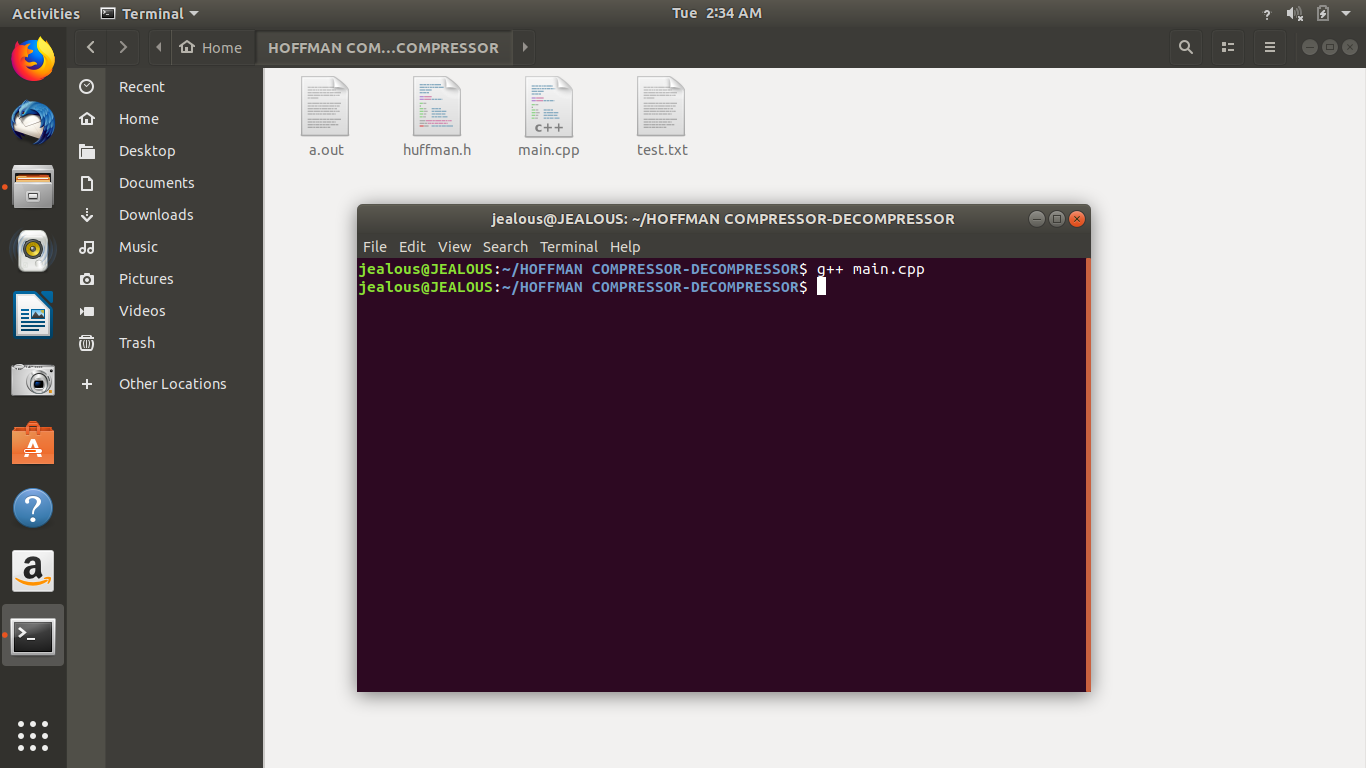 Activities Terminal Tue 2:34 AM ?
Home HOFFMAN COM...COMPRESSOR
Recent
Home
Desktop
Documents
Downloads
Music
Pictures
Videos
Trash
+ Other Locations
c++
a.out huffman.h main.cpp test.txt
jealous@JEALOUS: ~/HOFFMAN COMPRESSOR-DECOMPRESSOR
File Edit View Search Terminal Help
jealous@JEALOUS:~/HOFFMAN COMPRESSOR-DECOMPRESSOR$ g++ main.cpp
jealous@JEALOUS:~/HOFFMAN COMPRESSOR-DECOMPRESSOR$